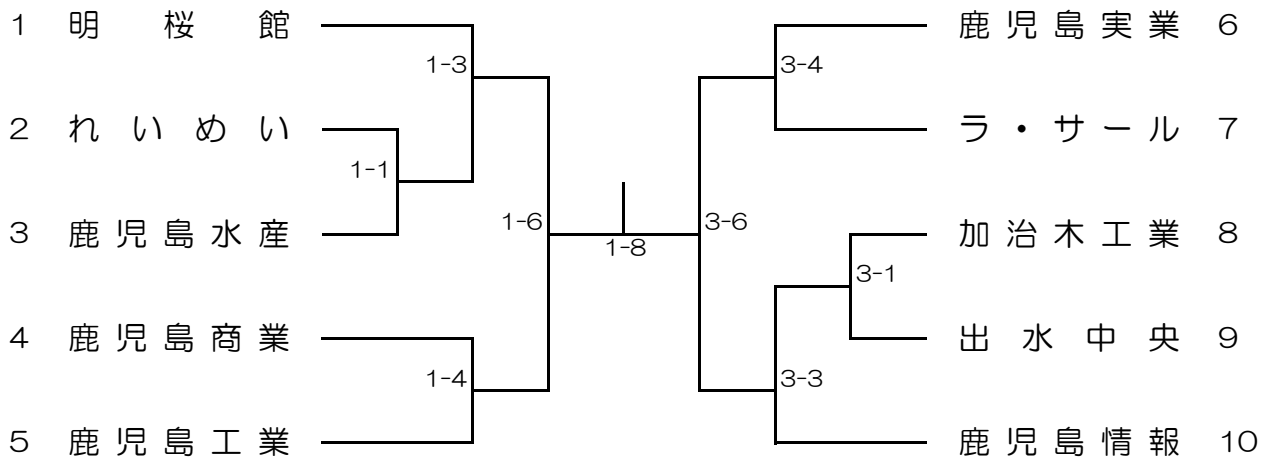 1 明桜館
鹿児島実業 6
1-3
3-4
2 れいめい
ラ・サール 7
1-1
1-6
3-6
3 鹿児島水産
加治木工業 8
1-8
3-1
4 鹿児島商業
出水中央 9
1-4
3-3
5 鹿児島工業
鹿児島情報 10